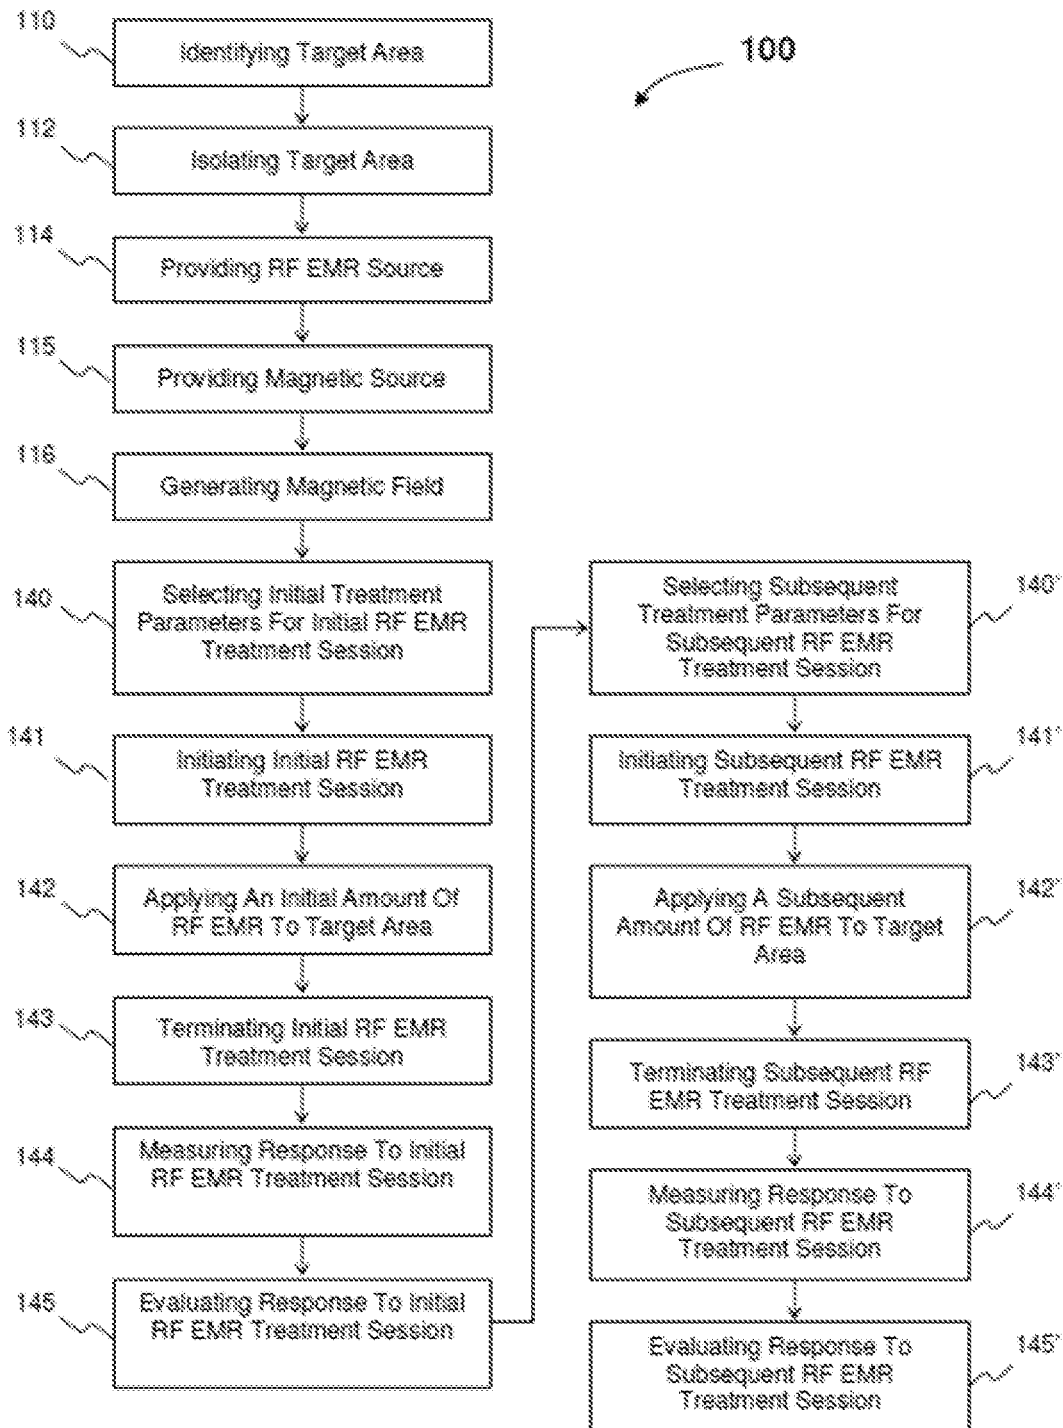 110
Identifying Target Area
100
112
Isolating Target Area
114
Providing RF EMR Source
115
Providing Magnetic Source
116
Generating Magnetic Field
140
Selecting Initial Treatment
Parameters For Initial RF EMR
Treatment Session
141
Initiating Initial RF EMR
Treatment Session
142
Applying An Initial Amount Of
RF EMR To Target Area
143
Terminating Initial RF EMR
Treatment Session
144
Measuring Response To Initial
RF EMR Treatment Session
145
Evaluating Response To Initial
RF EMR Treatment Session
Selecting Subsequent
Treatment Parameters For
Subsequent RF EMR
Treatment Session
140'
Initiating Subsequent RF EMR
Treatment Session
141'
Applying A Subsequent
Amount Of RF EMR To Target
Area
142'
Terminating Subsequent RF
EMR Treatment Session
143'
Measuring Response To
Subsequent RF EMR
Treatment Session
144'
Evaluating Response To
Subsequent RF EMR
Treatment Session
145'